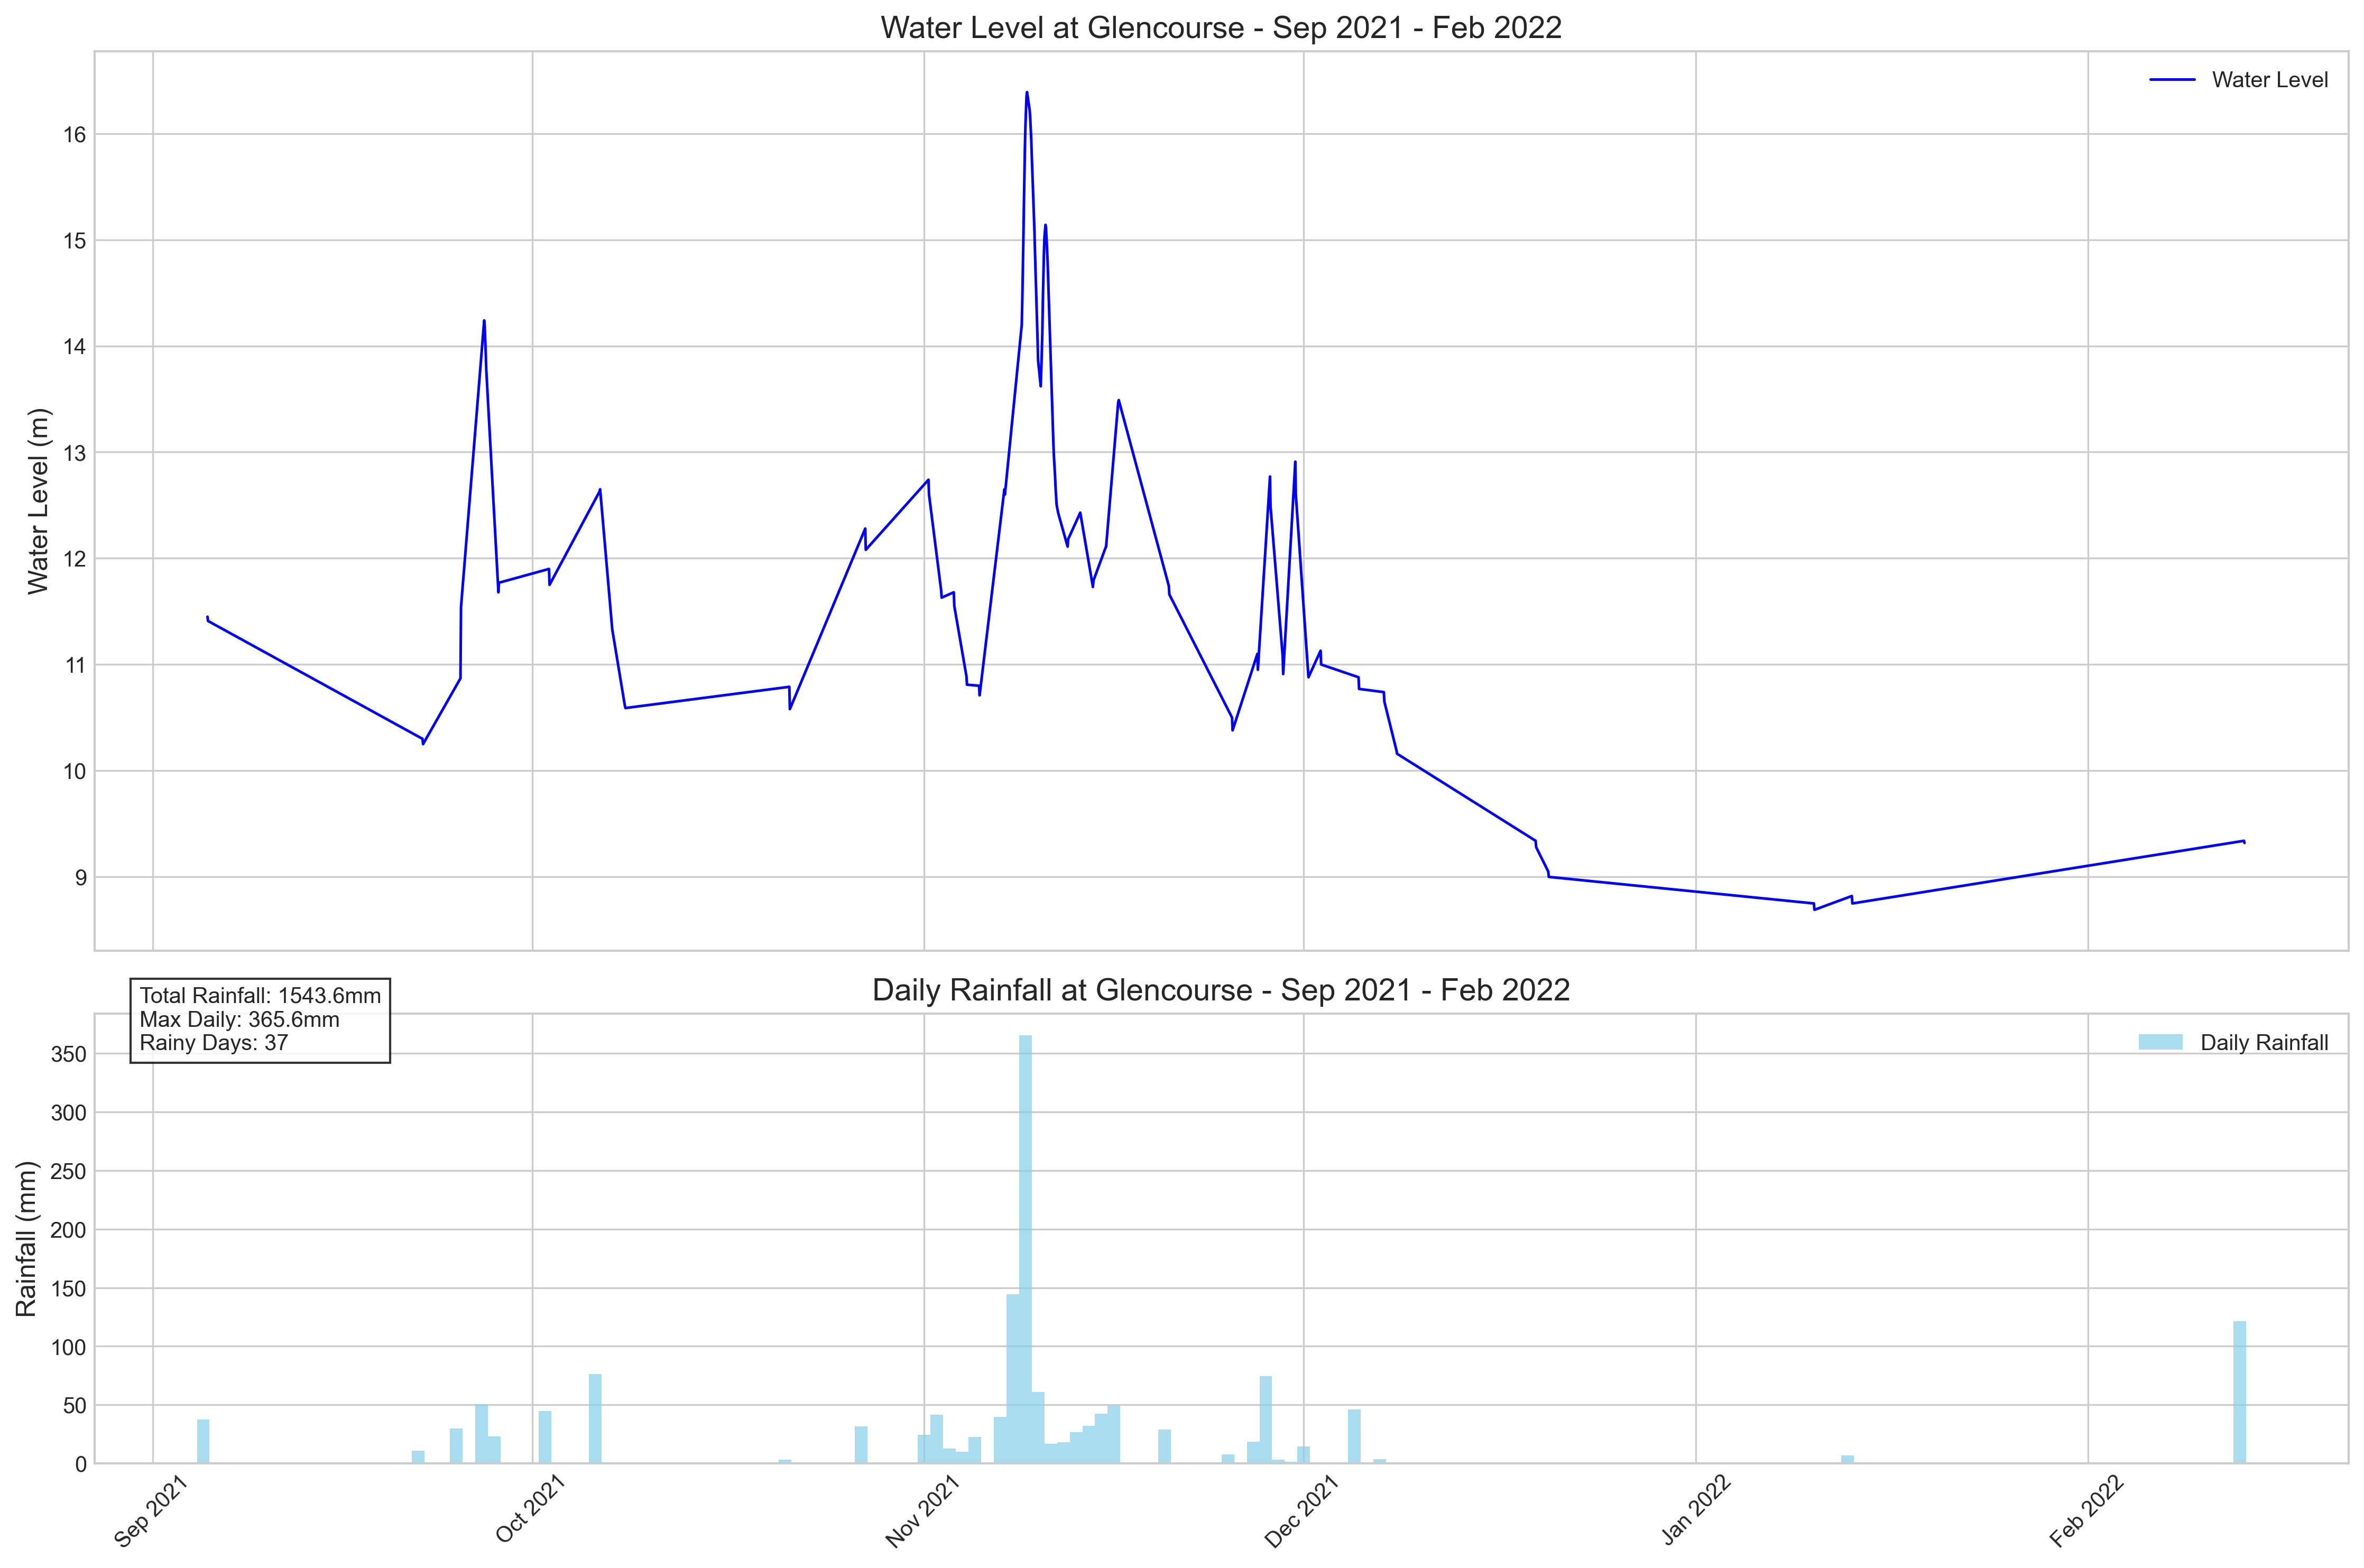 Water Level at Glencourse - Sep 2021 - Feb 2022
Water Level
Water Level (m)
16
15
14
13
12
11
10
9
Daily Rainfall at Glencourse - Sep 2021 - Feb 2022
Total Rainfall: 1543.6mm
Max Daily: 365.6mm
Rainy Days: 37
Daily Rainfall
Rainfall (mm)
350
300
250
200
150
100
50
0
Sep 2021
Oct 2021
Nov 2021
Dec 2021
Jan 2022
Feb 2022